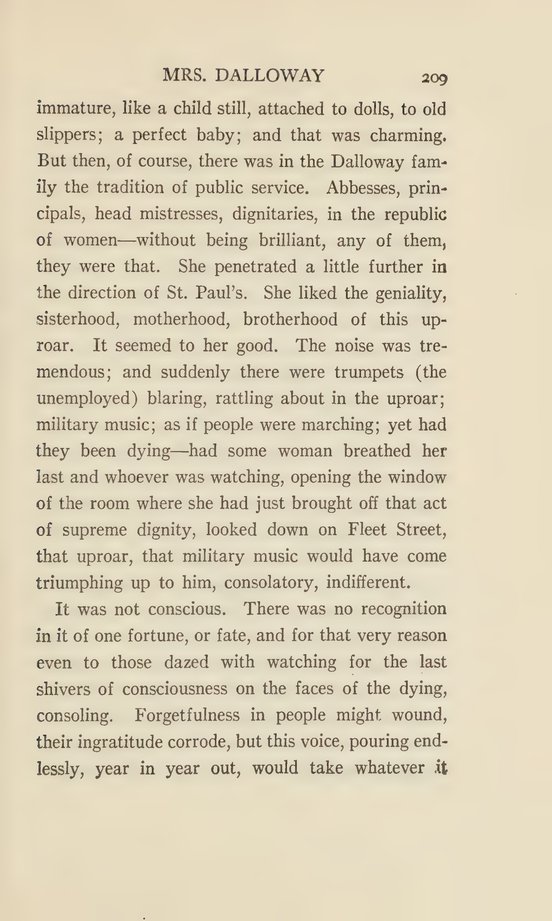 MRS. DALLOWAY 209
immature, like a child still, attached to dolls, to old
slippers; a perfect baby; and that was charming.
But then, of course, there was in the Dalloway fam-
ily the tradition of public service. Abbesses, prin-
cipals, head mistresses, dignitaries, in the republic
of women—without being brilliant, any of them,
they were that. She penetrated a little further in
the direction of St. Paul's. She liked the geniality,
sisterhood, motherhood, brotherhood of this up-
roar. It seemed to her good. The noise was tre-
mendous; and suddenly there were trumpets (the
unemployed) blaring, rattling about in the uproar;
military music; as if people were marching; yet had
they been dying—had some woman breathed her
last and whoever was watching, opening the window
of the room where she had just brought off that act
of supreme dignity, looked down on Fleet Street,
that uproar, that military music would have come
triumphing up to him, consolatory, indifferent.
It was not conscious. There was no recognition
in it of one fortune, or fate, and for that very reason
even to those dazed with watching for the last
shivers of consciousness on the faces of the dying,
consoling. Forgetfulness in people might wound,
their ingratitude corrode, but this voice, pouring end-
lessly, year in year out, would take whatever it